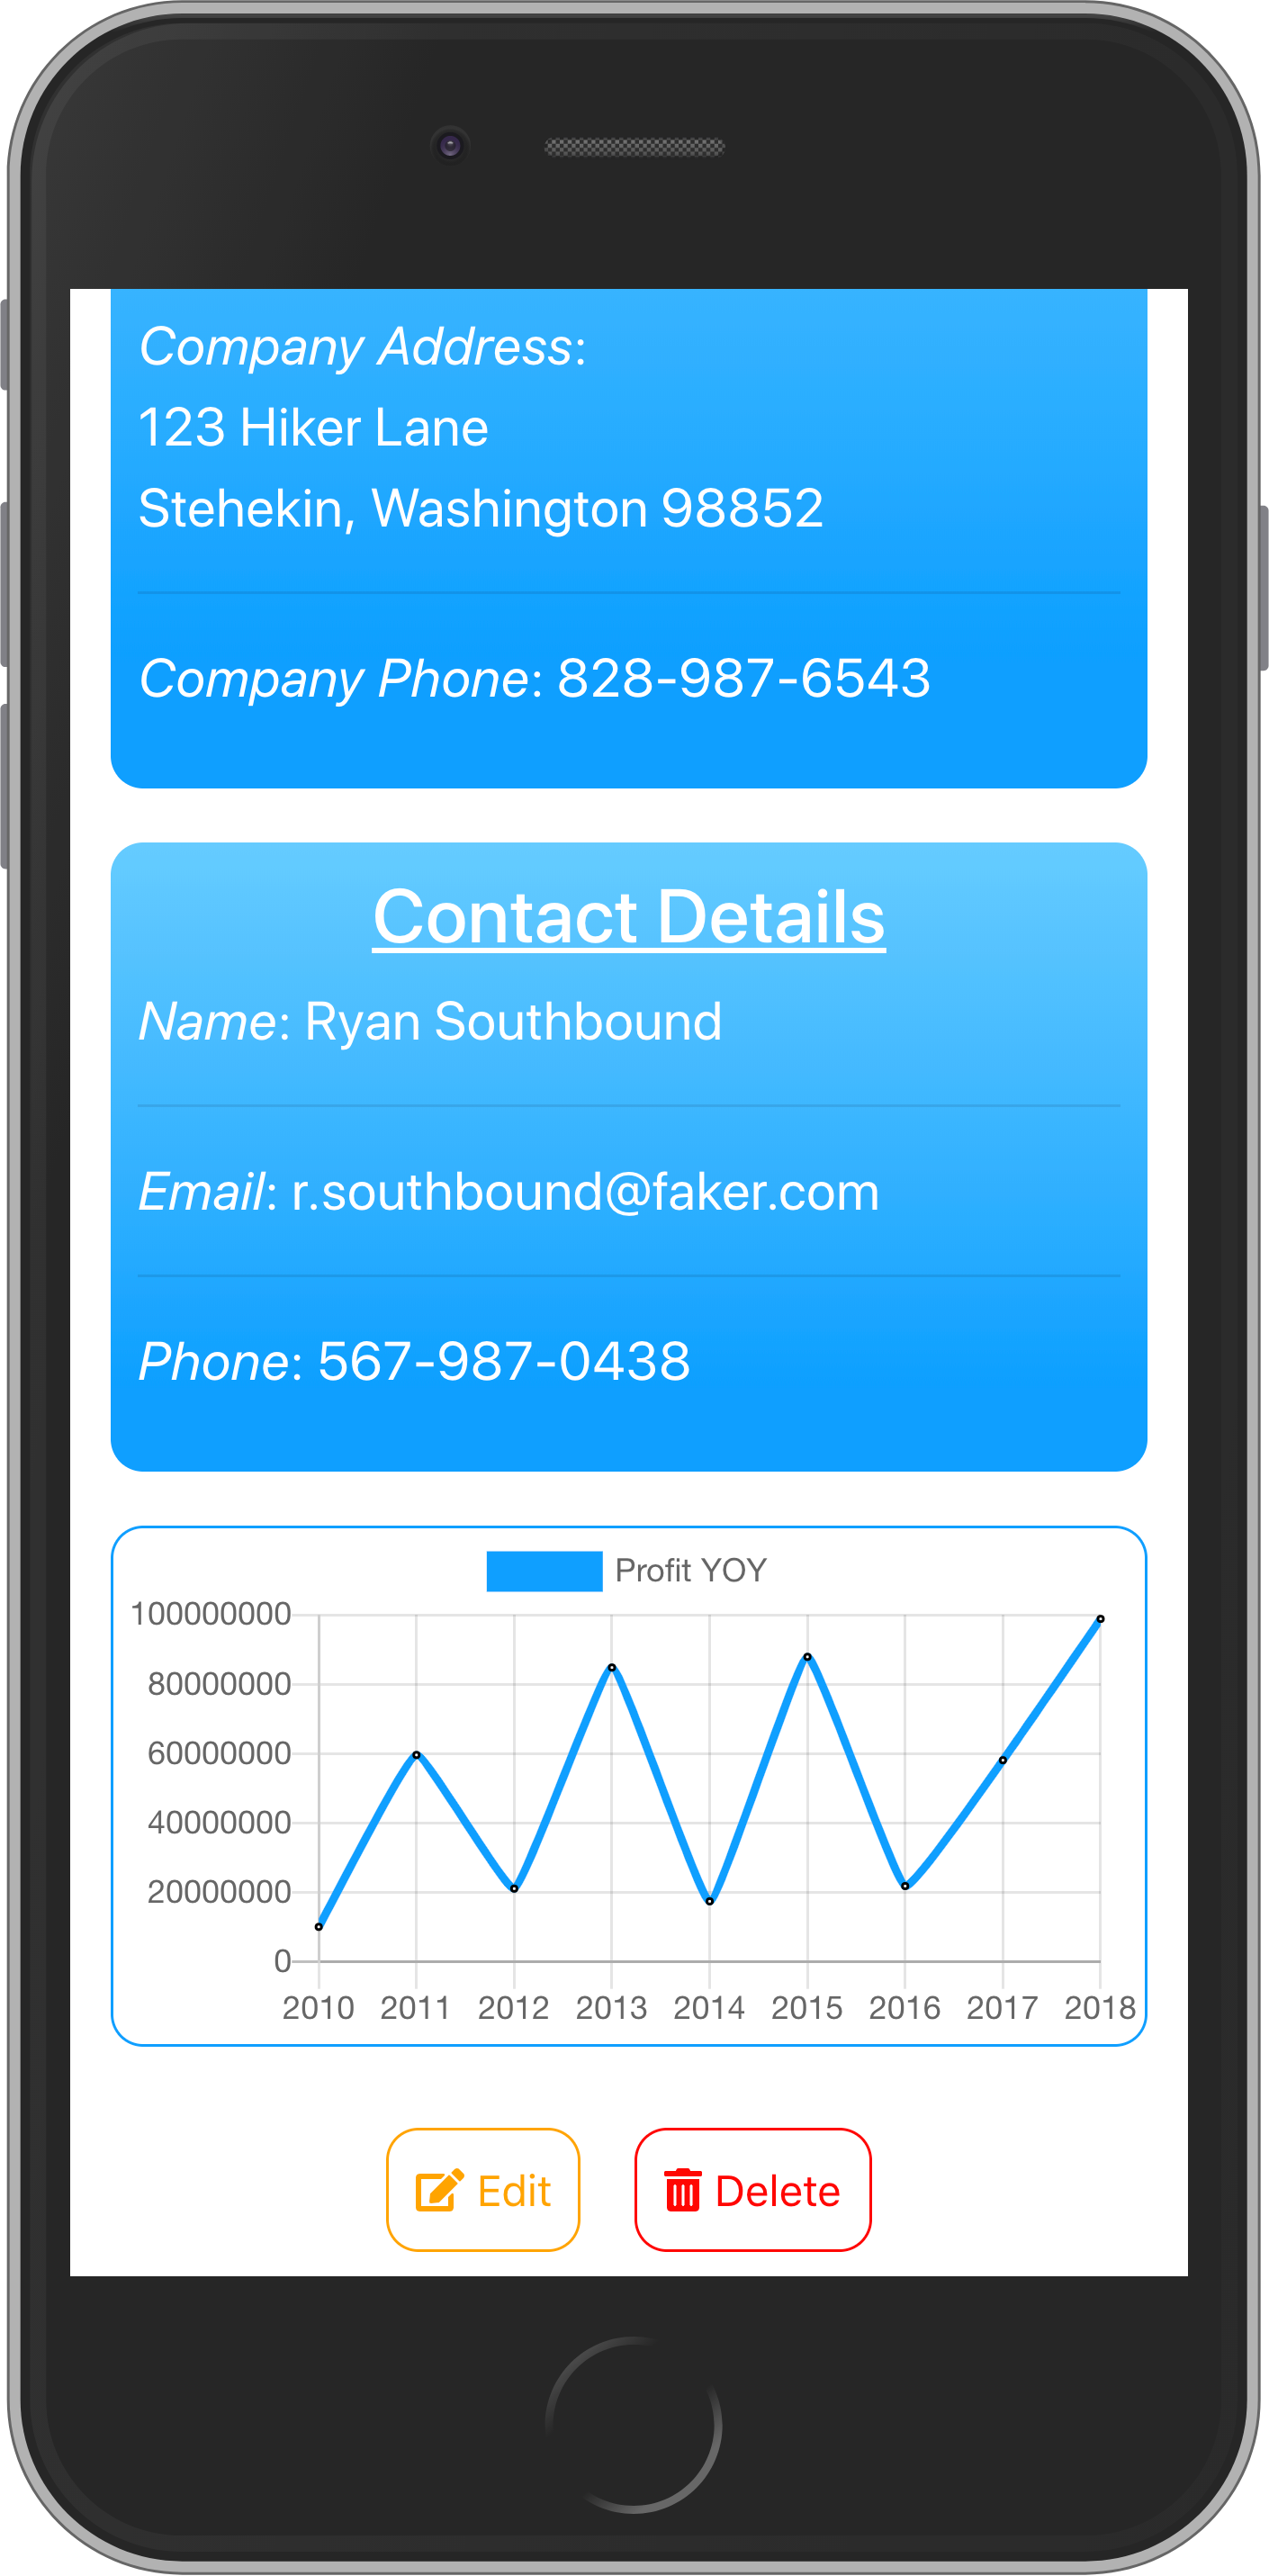 Company Address:
123 Hiker Lane
Stehekin, Washington 98852
Company Phone: 828-987-6543
Contact Details
Name: Ryan Southbound
Email: r.southbound@faker.com
Phone: 567-987-0438
Profit YOY
100000000
80000000
60000000
40000000
20000000
0
2010 2011 2012 2013 2014 2015 2016 2017 2018
Edit Delete